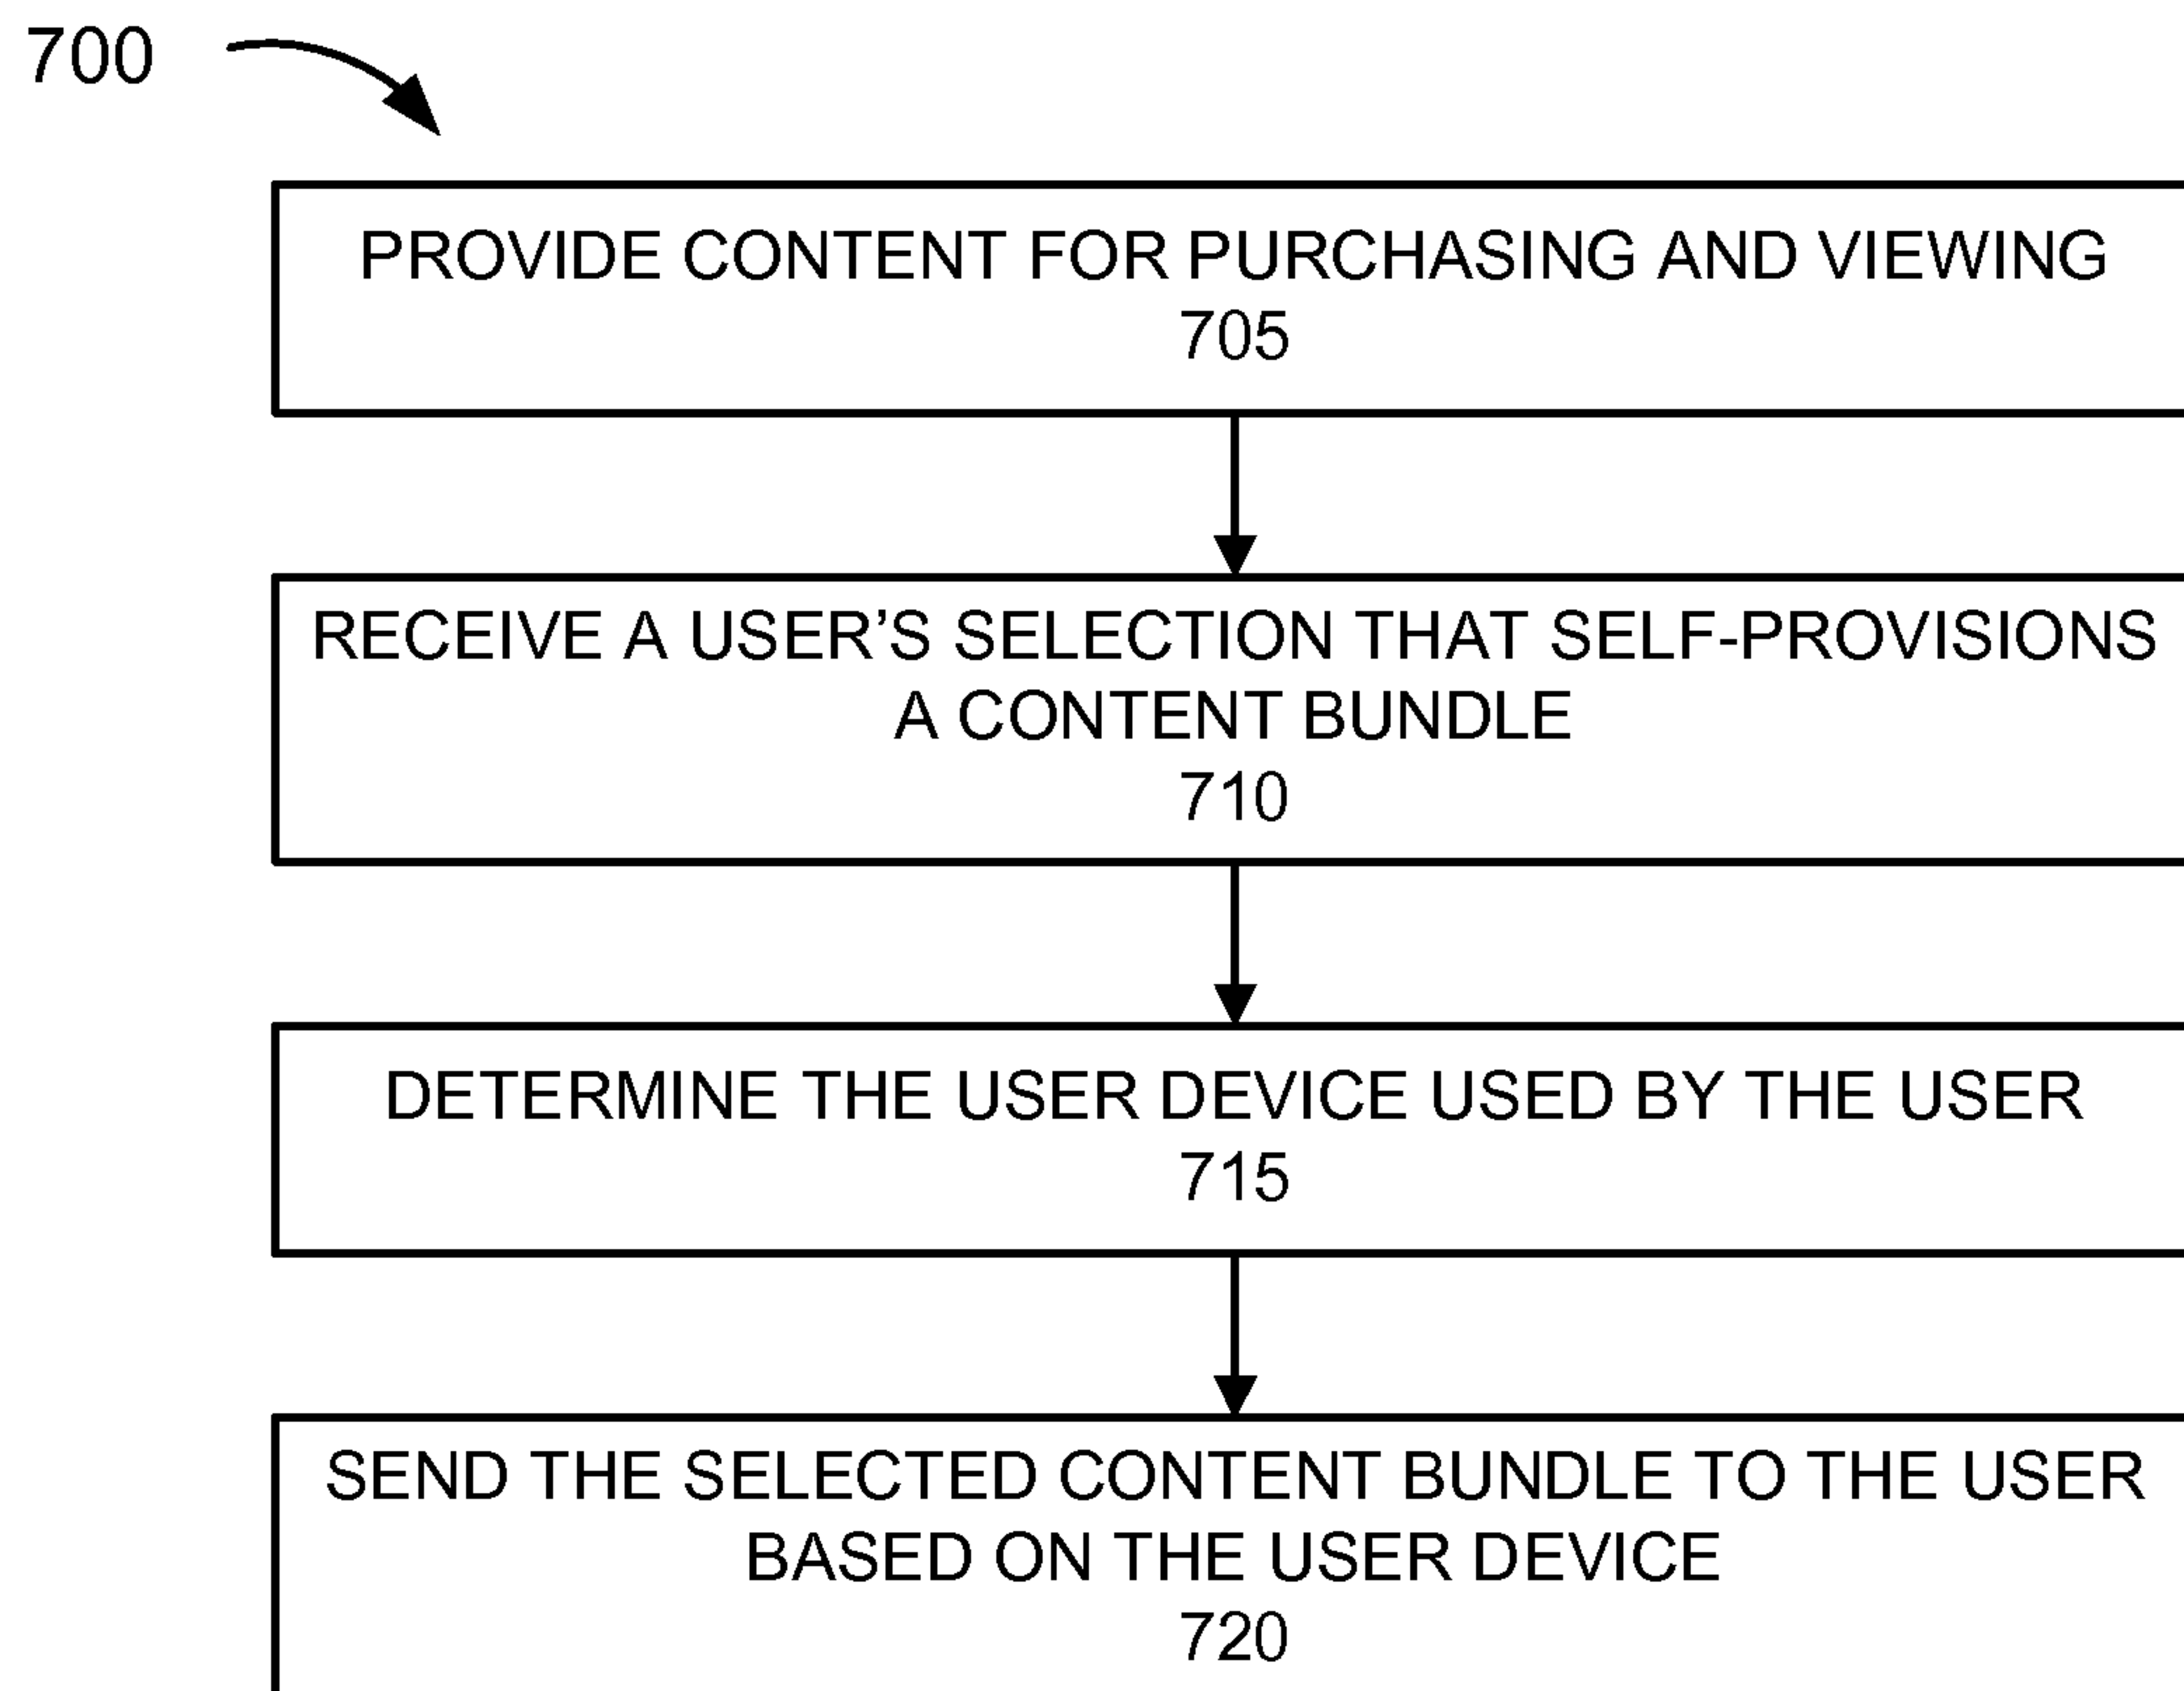 700
PROVIDE CONTENT FOR PURCHASING AND VIEWING
705
RECEIVE A USER’S SELECTION THAT SELF-PROVISIONS
A CONTENT BUNDLE
710
DETERMINE THE USER DEVICE USED BY THE USER
715
SEND THE SELECTED CONTENT BUNDLE TO THE USER
BASED ON THE USER DEVICE
720